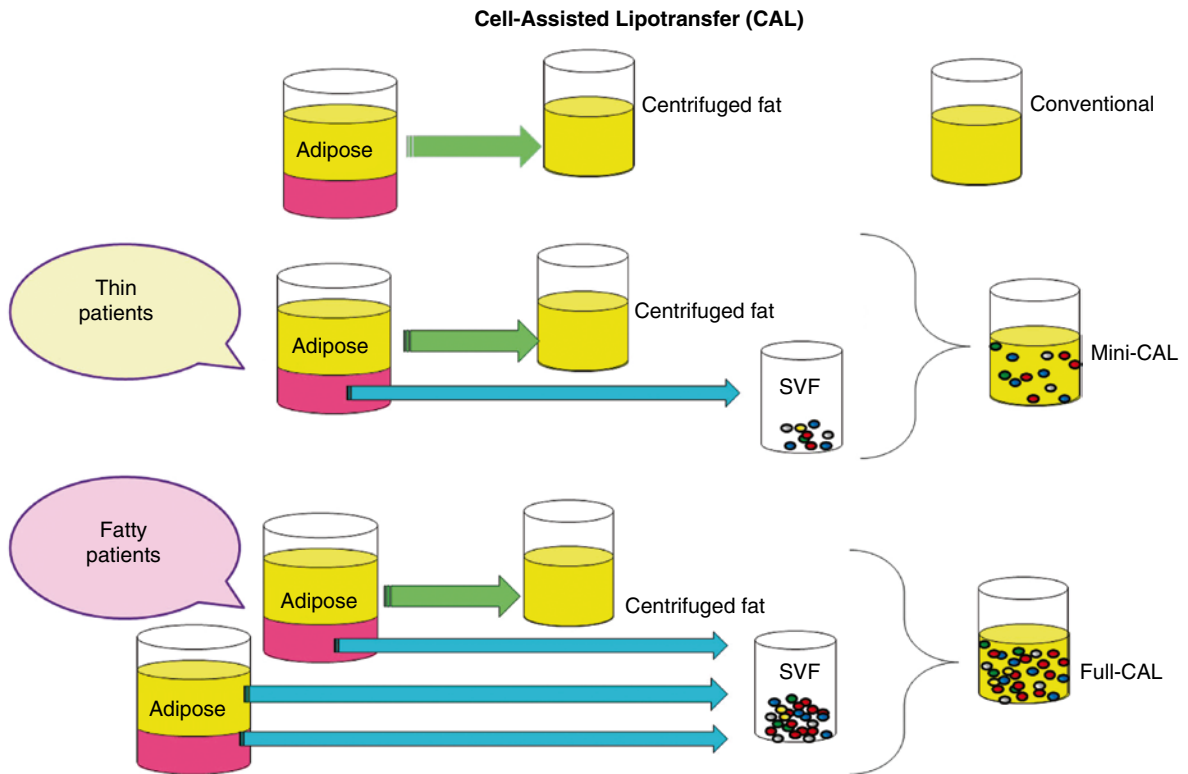 Cell-Assisted Lipotransfer (CAL)
Adipose
Centrifuged fat
Conventional
Thin
patients
Adipose
Centrifuged fat
SVF
Mini-CAL
Fatty
patients
Adipose
Centrifuged fat
Adipose
SVF
Full-CAL